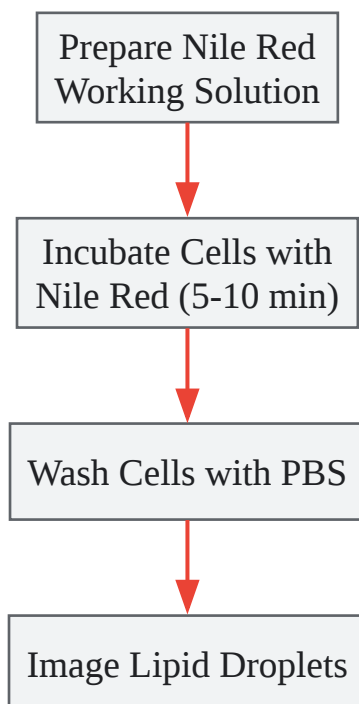 Prepare Nile Red
Working Solution
Incubate Cells with
Nile Red (5-10 min)
Wash Cells with PBS
Image Lipid Droplets